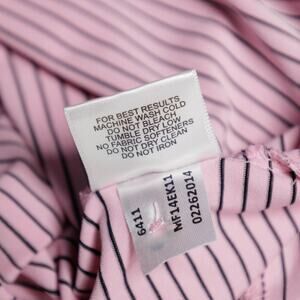 FOR BEST RESULTS
MACHINE WASH COLD
DO NOT BLEACH
TUMBLE DRY LOW
NO FABRIC SOFTENERS
DO NOT DRY CLEAN
DO NOT IRON
6411
MF14EK11
02262014